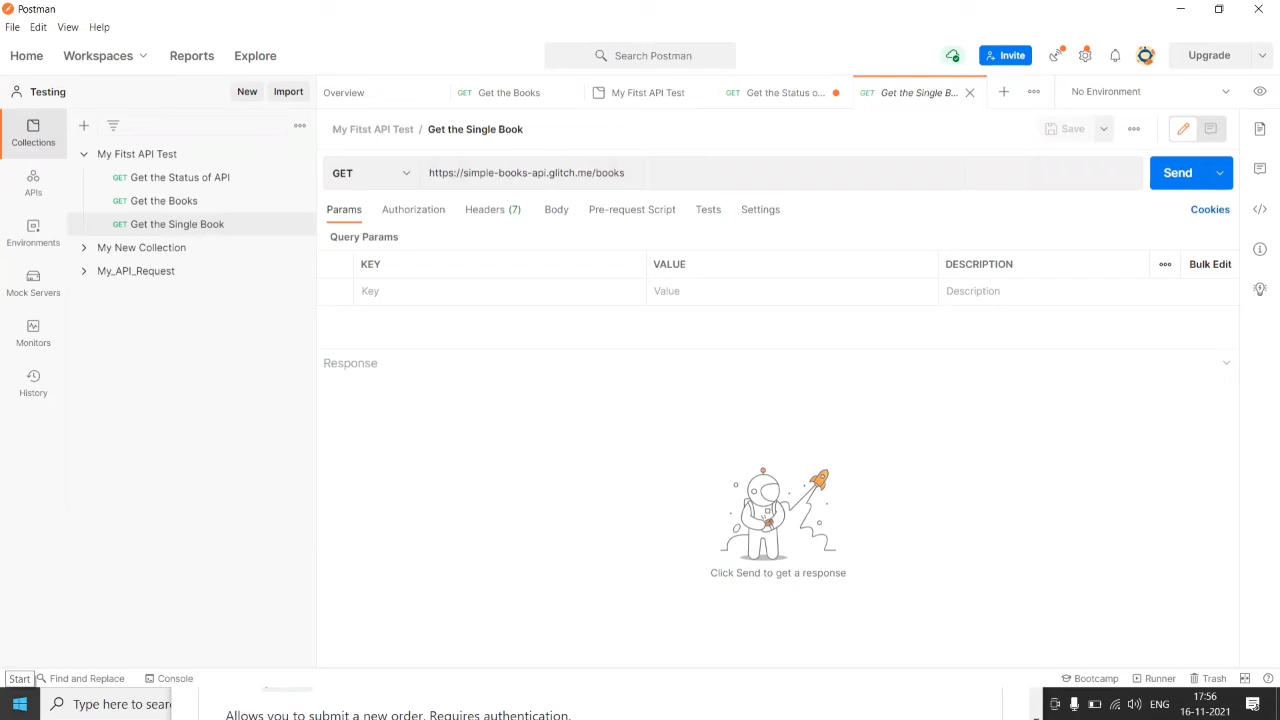 Postman
File Edit View Help
Home Workspaces Reports Explore Search Postman Invite Upgrade
Testing New Import Overview GET Get the Books My Fitst API Test GET Get the Status o... GET Get the Single B... No Environment
My Fitst API Test / Get the Single Book Save
Collections
My Fitst API Test
GET Get the Status of API
GET Get the Books
GET Get the Single Book
My New Collection
My_API_Request
APIs
Environments
Mock Servers
Monitors
History
GET https://simple-books-api.glitch.me/books Send
Params Authorization Headers (7) Body Pre-request Script Tests Settings Cookies
Query Params
KEY VALUE DESCRIPTION Bulk Edit
Key Value Description
Response
Click Send to get a response
Start Find and Replace Console Bootcamp Runner Trash
Type here to sear
Allows you to submit a new order. Requires authentication.
ENG 17:56
16-11-2021